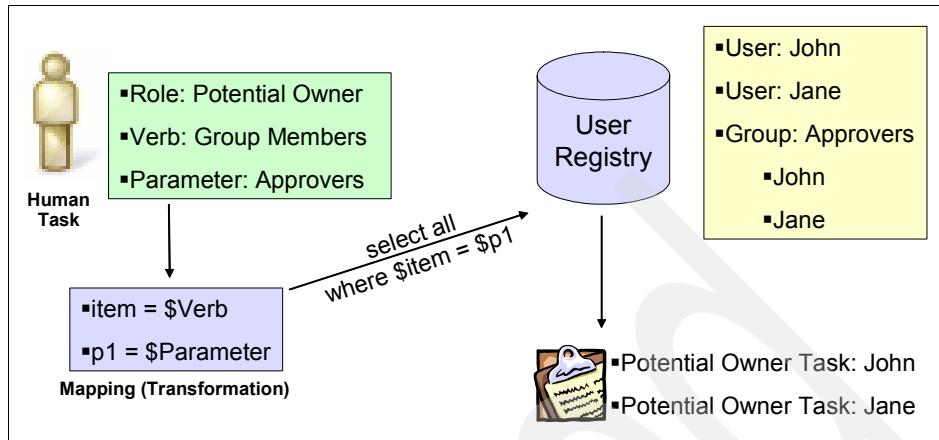 Human
Task
▪Role: Potential Owner
▪Verb: Group Members
▪Parameter: Approvers
▪item = $Verb
▪p1 = $Parameter
Mapping (Transformation)
select all
where $item = $p1
User
Registry
▪User: John
▪User: Jane
▪Group: Approvers
▪John
▪Jane
▪Potential Owner Task: John
▪Potential Owner Task: Jane